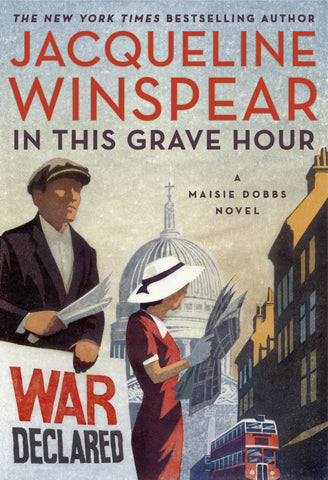 THE NEW YORK TIMES BESTSELLING AUTHOR
JACQUELINE
WINSPEAR
IN THIS GRAVE HOUR
A
MAISIE DOBBS
NOVEL
WAR
DECLARED